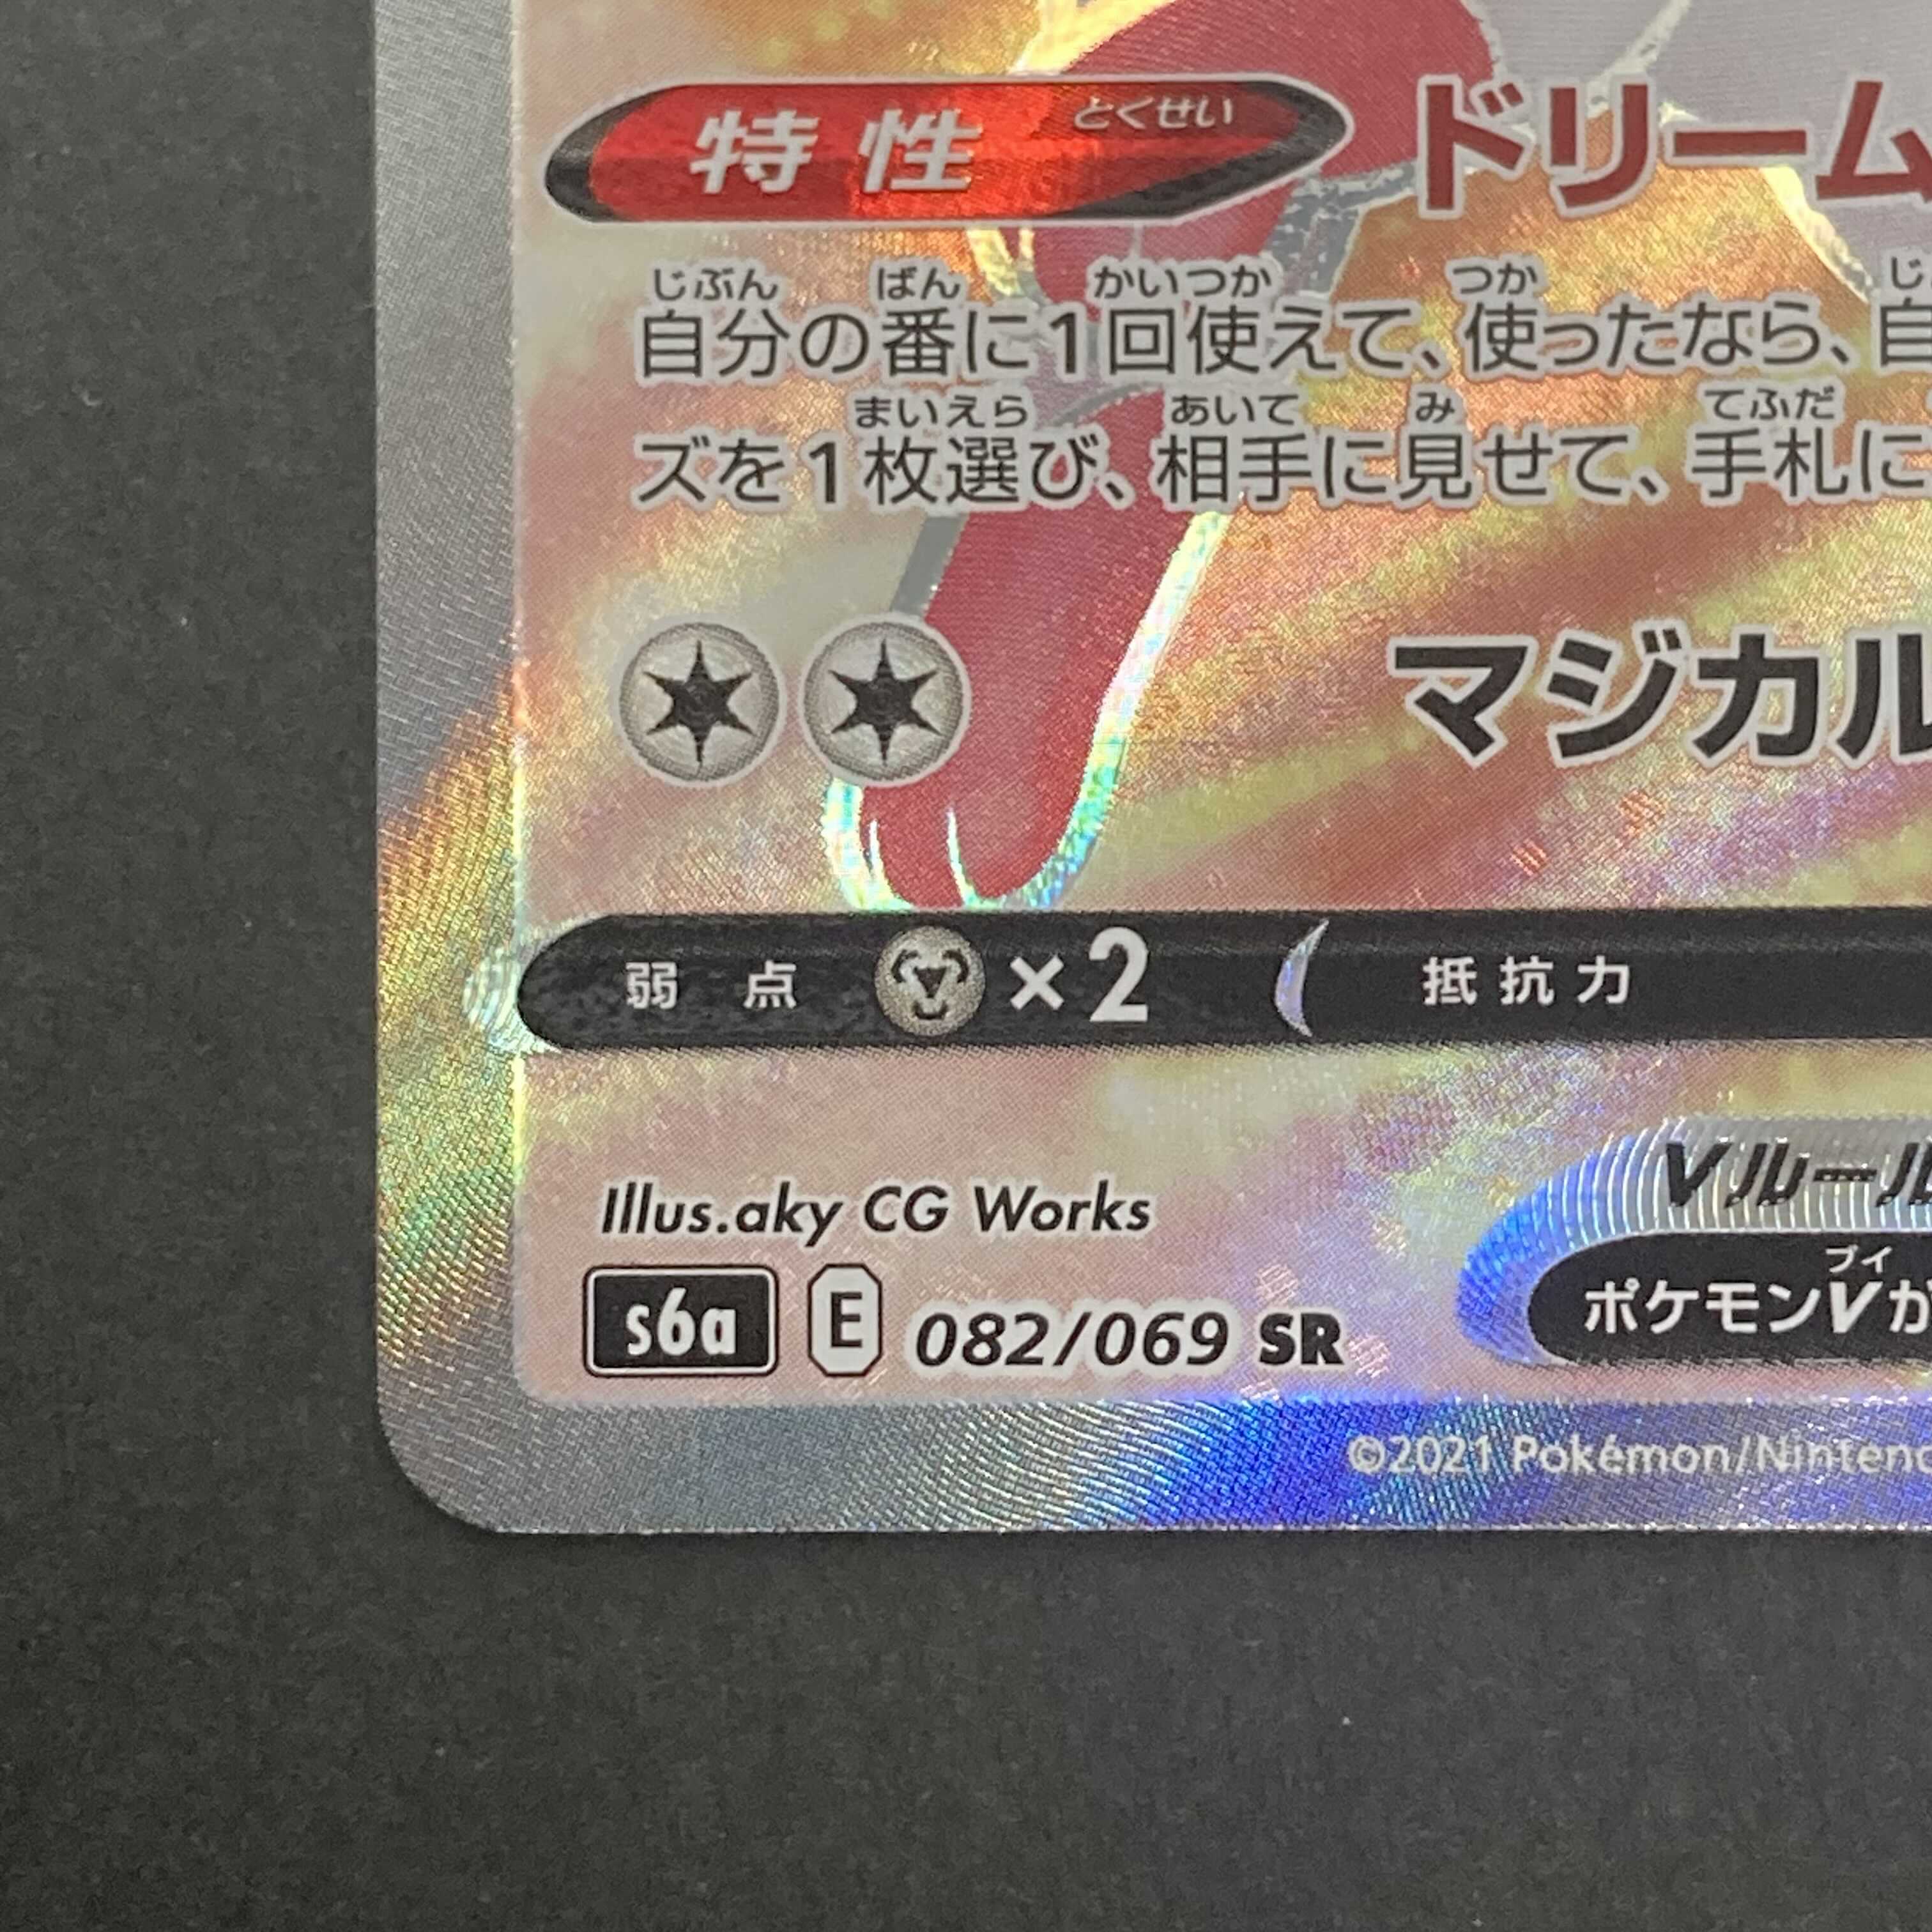 特性 とくせい ドリーム
じぶん ばん かいつか つか じ
自分の番に1回使えて、使ったなら、自
まいえら あいて み てふだ
ズを1枚選び、相手に見せて、手札に
マジカル
弱点 ×2 抵抗力
Illus.aky CG Works
Vルール
ブイ
s6a E 082/069 SR ポケモンVが
©2021 Pokémon/Nintend